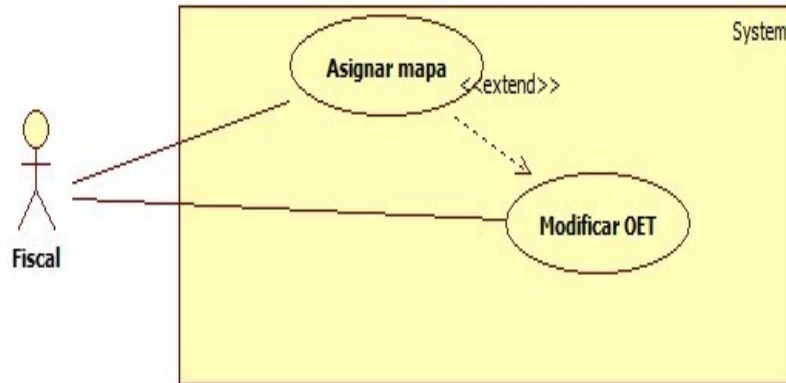 System
Asignar mapa
<<extend>>
Modificar OET
Fiscal